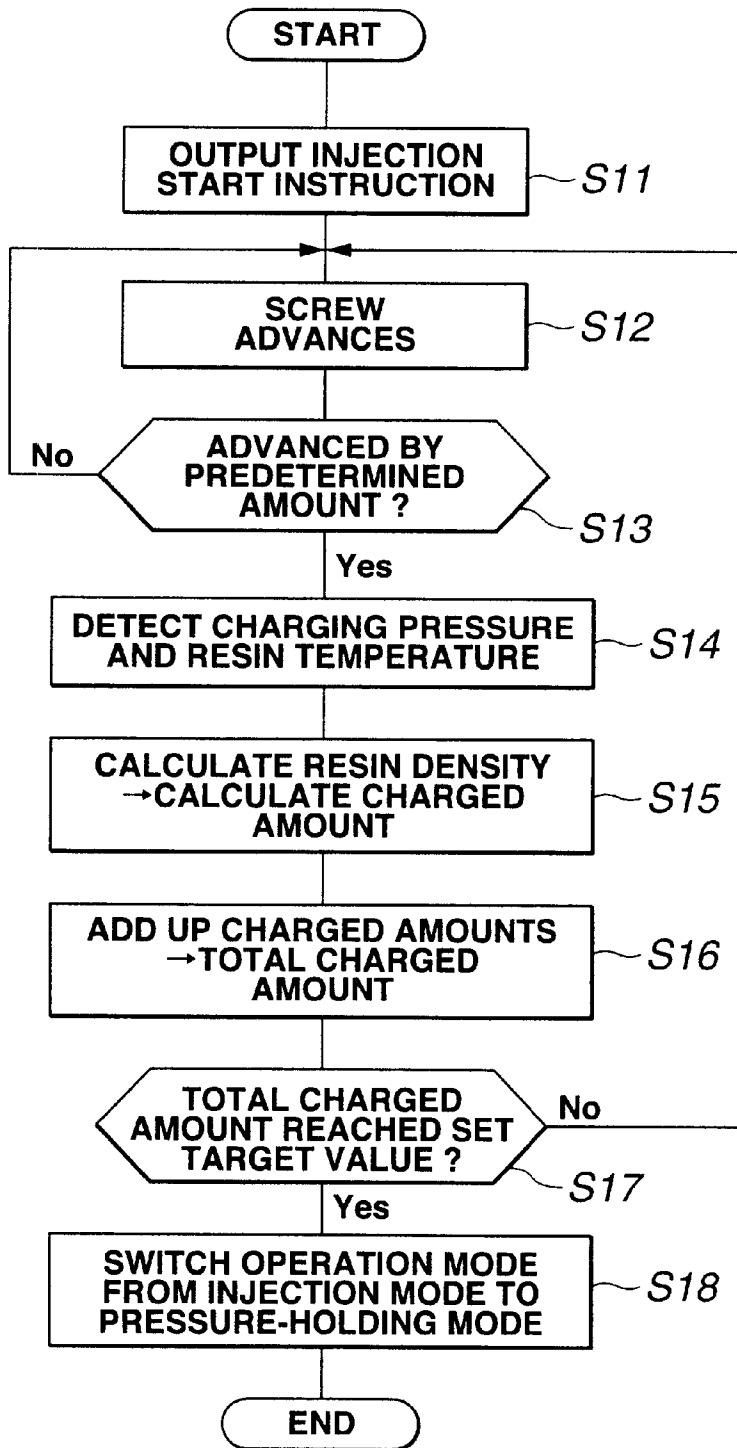 START
OUTPUT INJECTION
START INSTRUCTION
S11
SCREW
ADVANCES
S12
No
ADVANCED BY
PREDETERMINED
AMOUNT ?
S13
Yes
DETECT CHARGING PRESSURE
AND RESIN TEMPERATURE
S14
CALCULATE RESIN DENSITY
→CALCULATE CHARGED
AMOUNT
S15
ADD UP CHARGED AMOUNTS
→TOTAL CHARGED
AMOUNT
S16
TOTAL CHARGED
AMOUNT REACHED SET
TARGET VALUE ?
No
S17
Yes
SWITCH OPERATION MODE
FROM INJECTION MODE TO
PRESSURE-HOLDING MODE
S18
END